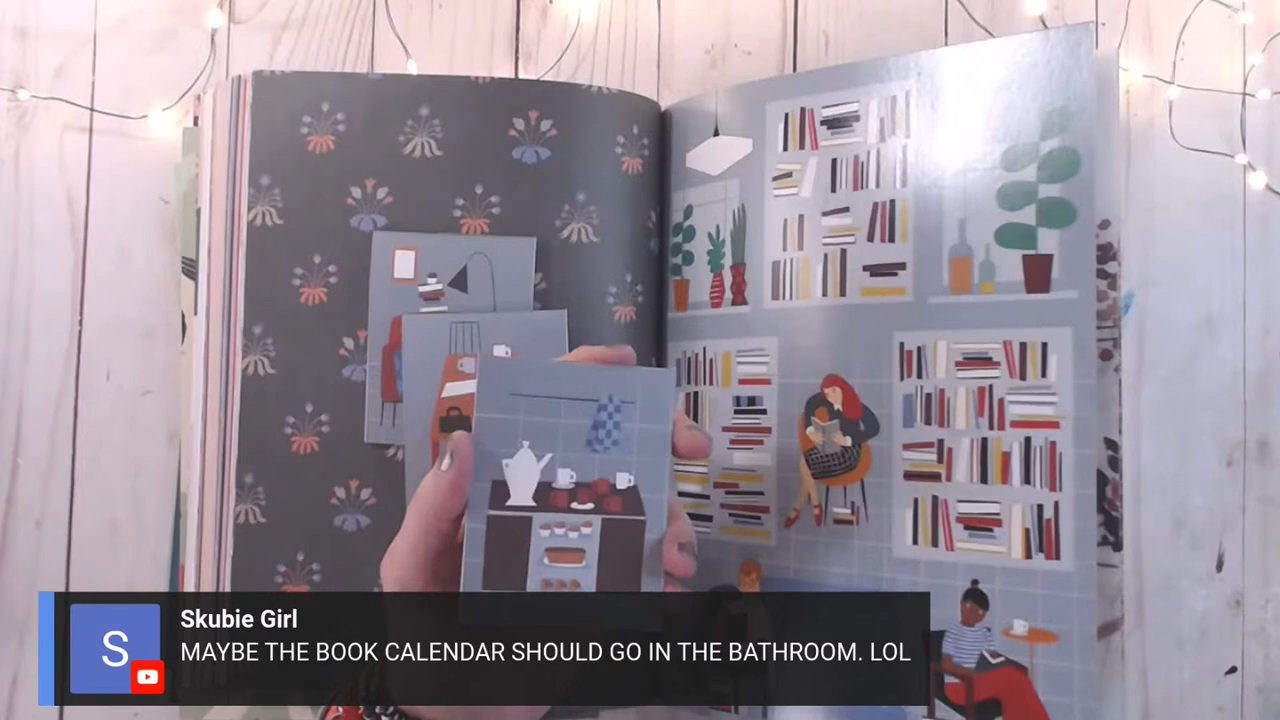 Skubie Girl
S
MAYBE THE BOOK CALENDAR SHOULD GO IN THE BATHROOM. LOL